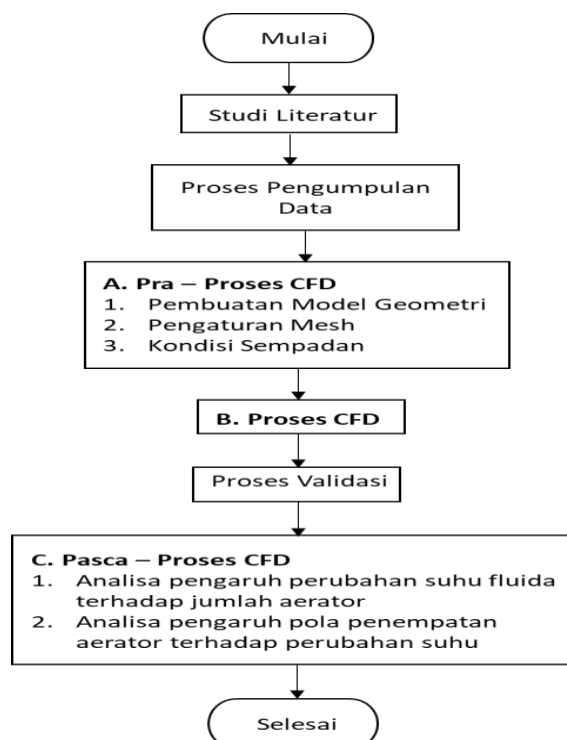 Mulai
Studi Literatur
Proses Pengumpulan
Data
A. Pra – Proses CFD
1. Pembuatan Model Geometri
2. Pengaturan Mesh
3. Kondisi Sempadan
B. Proses CFD
Proses Validasi
C. Pasca – Proses CFD
1. Analisa pengaruh perubahan suhu fluida
terhadap jumlah aerator
2. Analisa pengaruh pola penempatan
aerator terhadap perubahan suhu
Selesai